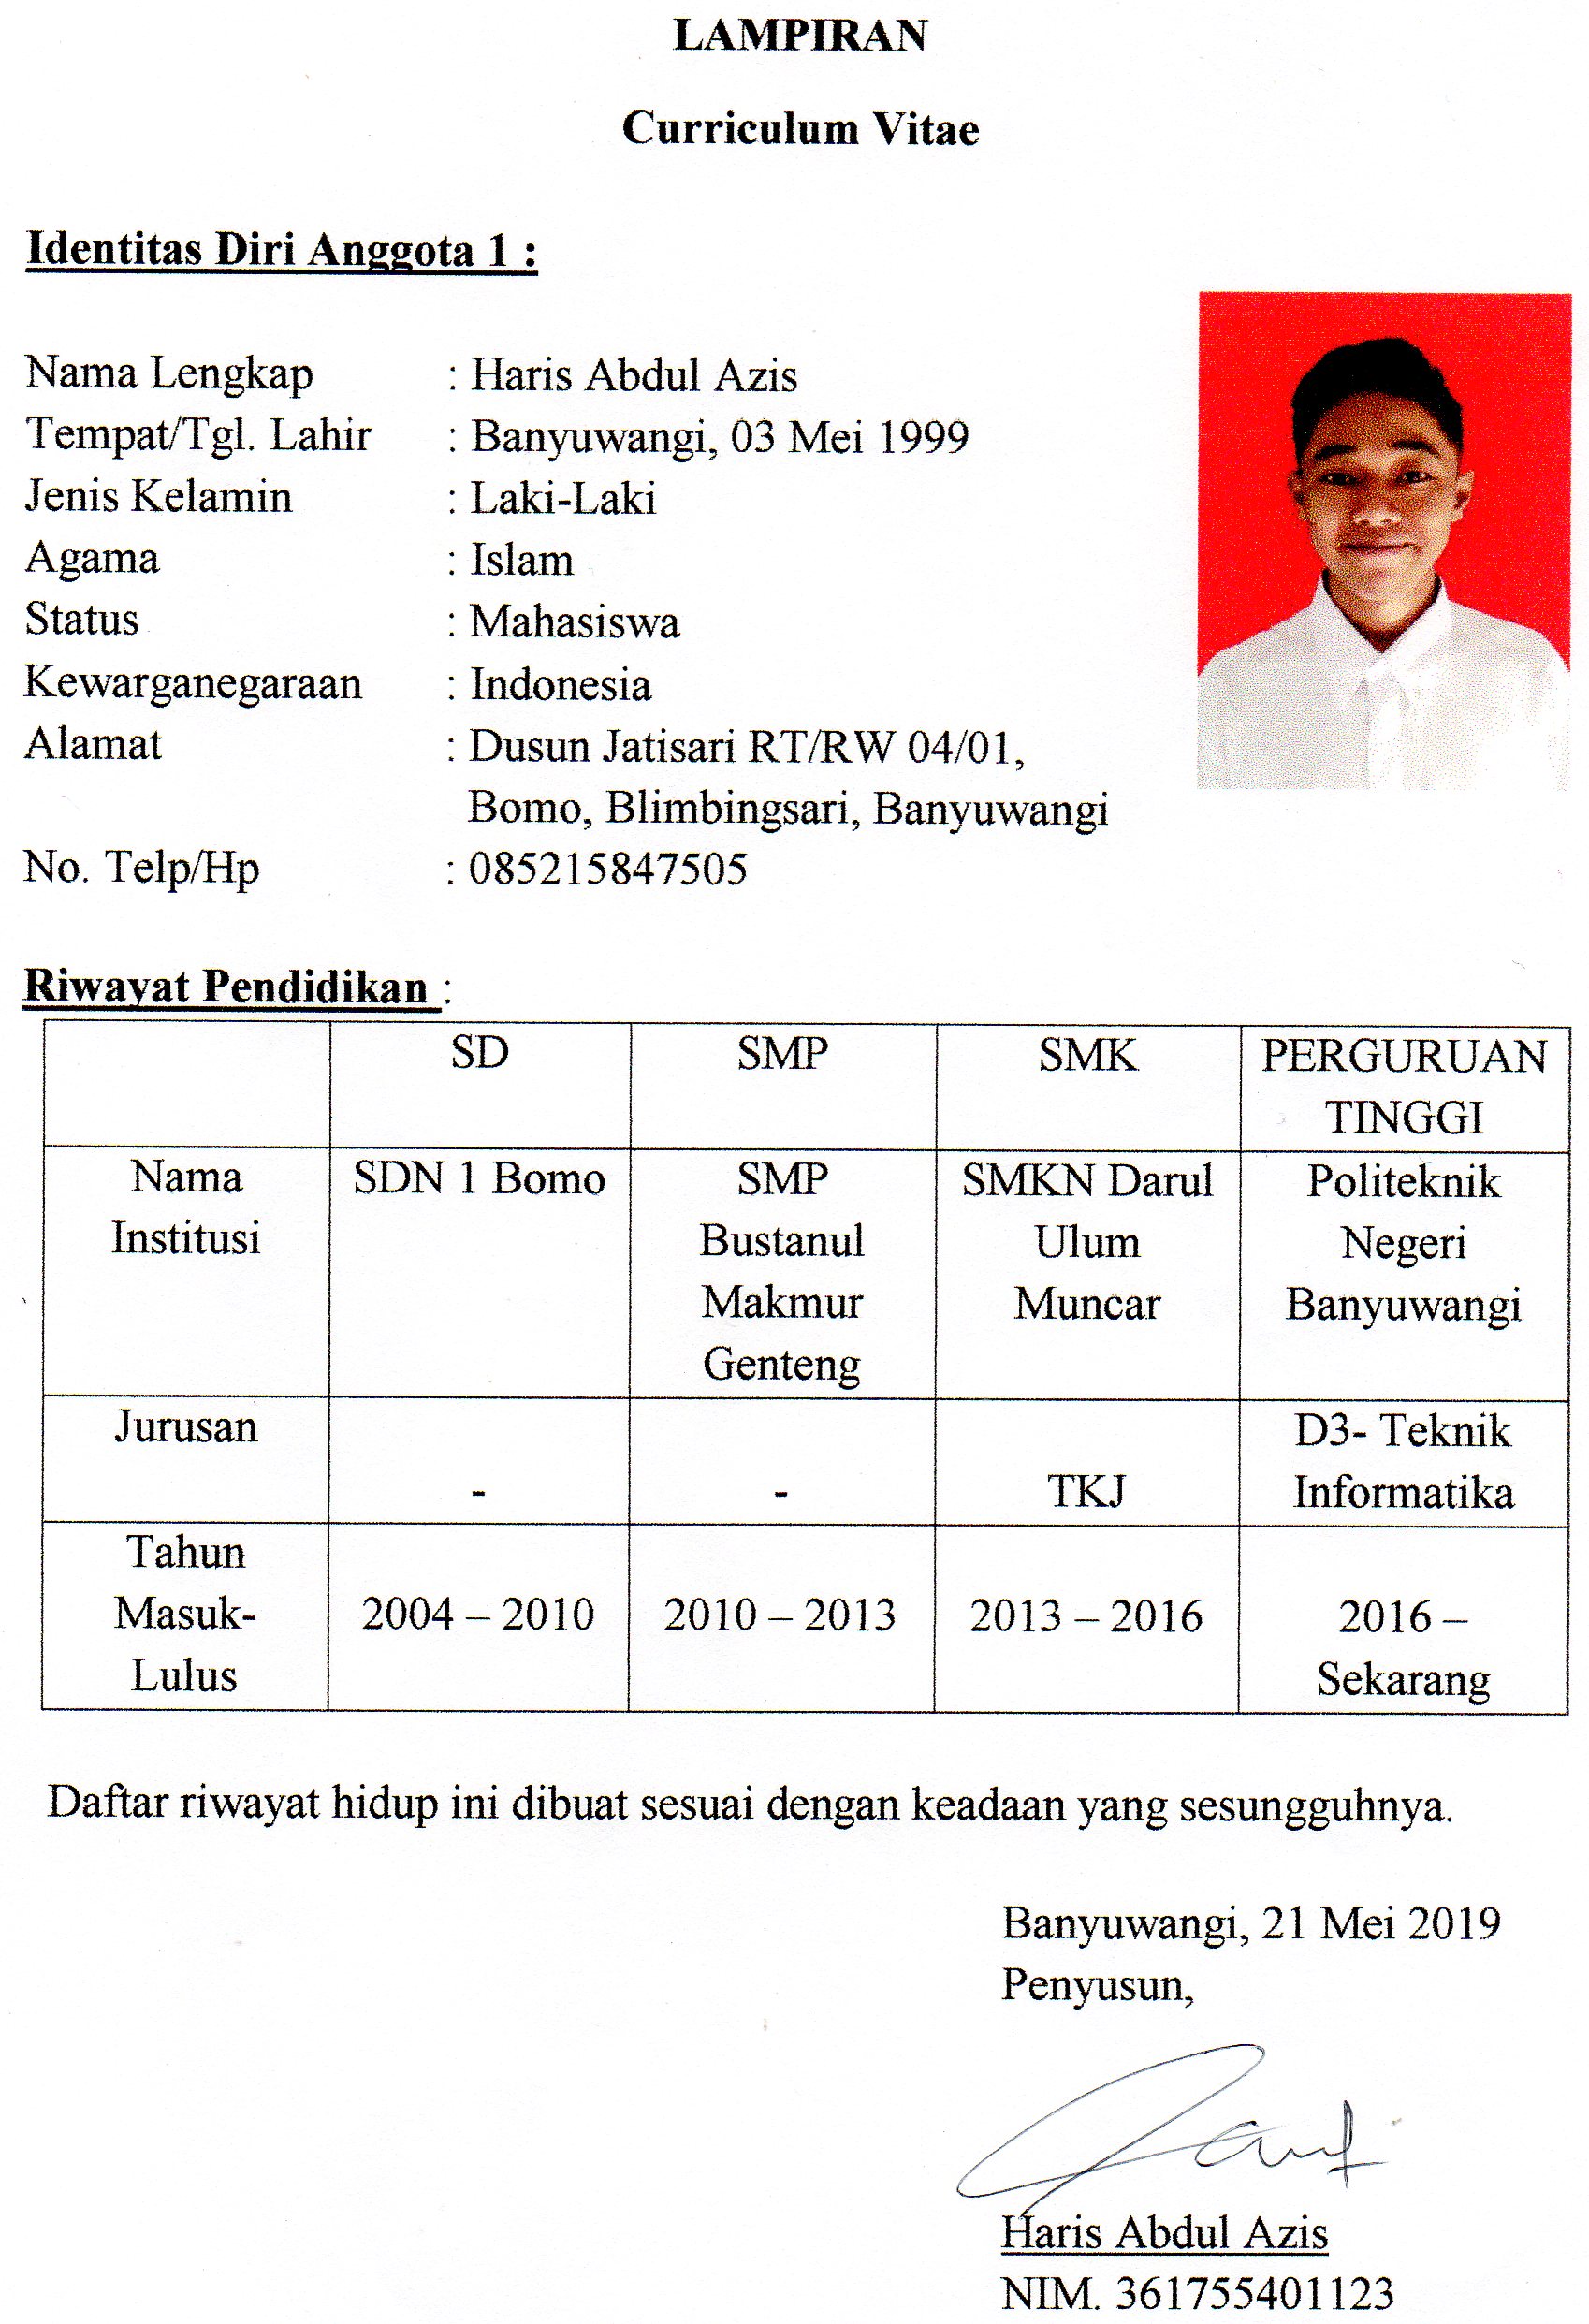 LAMPIRAN
Curriculum Vitae
Identitas Diri Anggota 1 :
Nama Lengkap : Haris Abdul Azis
Tempat/Tgl. Lahir : Banyuwangi, 03 Mei 1999
Jenis Kelamin : Laki-Laki
Agama : Islam
Status : Mahasiswa
Kewarganegaraan : Indonesia
Alamat : Dusun Jatisari RT/RW 04/01,
Bomo, Blimbingsari, Banyuwangi
No. Telp/Hp : 085215847505
Riwayat Pendidikan :
SD SMP SMK PERGURUAN
TINGGI
Nama SDN 1 Bomo SMP SMKN Darul Politeknik
Institusi Bustanul Ulum Negeri
Makmur Muncar Banyuwangi
Genteng
Jurusan D3- Teknik
- - TKJ Informatika
Tahun
Masuk- 2004 – 2010 2010 – 2013 2013 – 2016 2016 –
Lulus Sekarang
Daftar riwayat hidup ini dibuat sesuai dengan keadaan yang sesungguhnya.
Banyuwangi, 21 Mei 2019
Penyusun,
Haris Abdul Azis
NIM. 361755401123